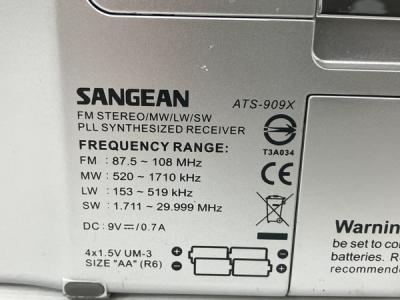 SANGEAN ATS-909X
FM STEREO/MW/LW/SW
PLL SYNTHESIZED RECEIVER
T3A034
FREQUENCY RANGE:
FM : 87.5 ~ 108 MHz
MW : 520 ~ 1710 kHz
LW : 153 ~ 519 kHz
SW : 1.711 ~ 29.999 MHz
DC : 9V⎓/ 0.7A
4x1.5V UM-3
SIZE "AA" (R6)
Warning
be set to co
batteries. R
recommende